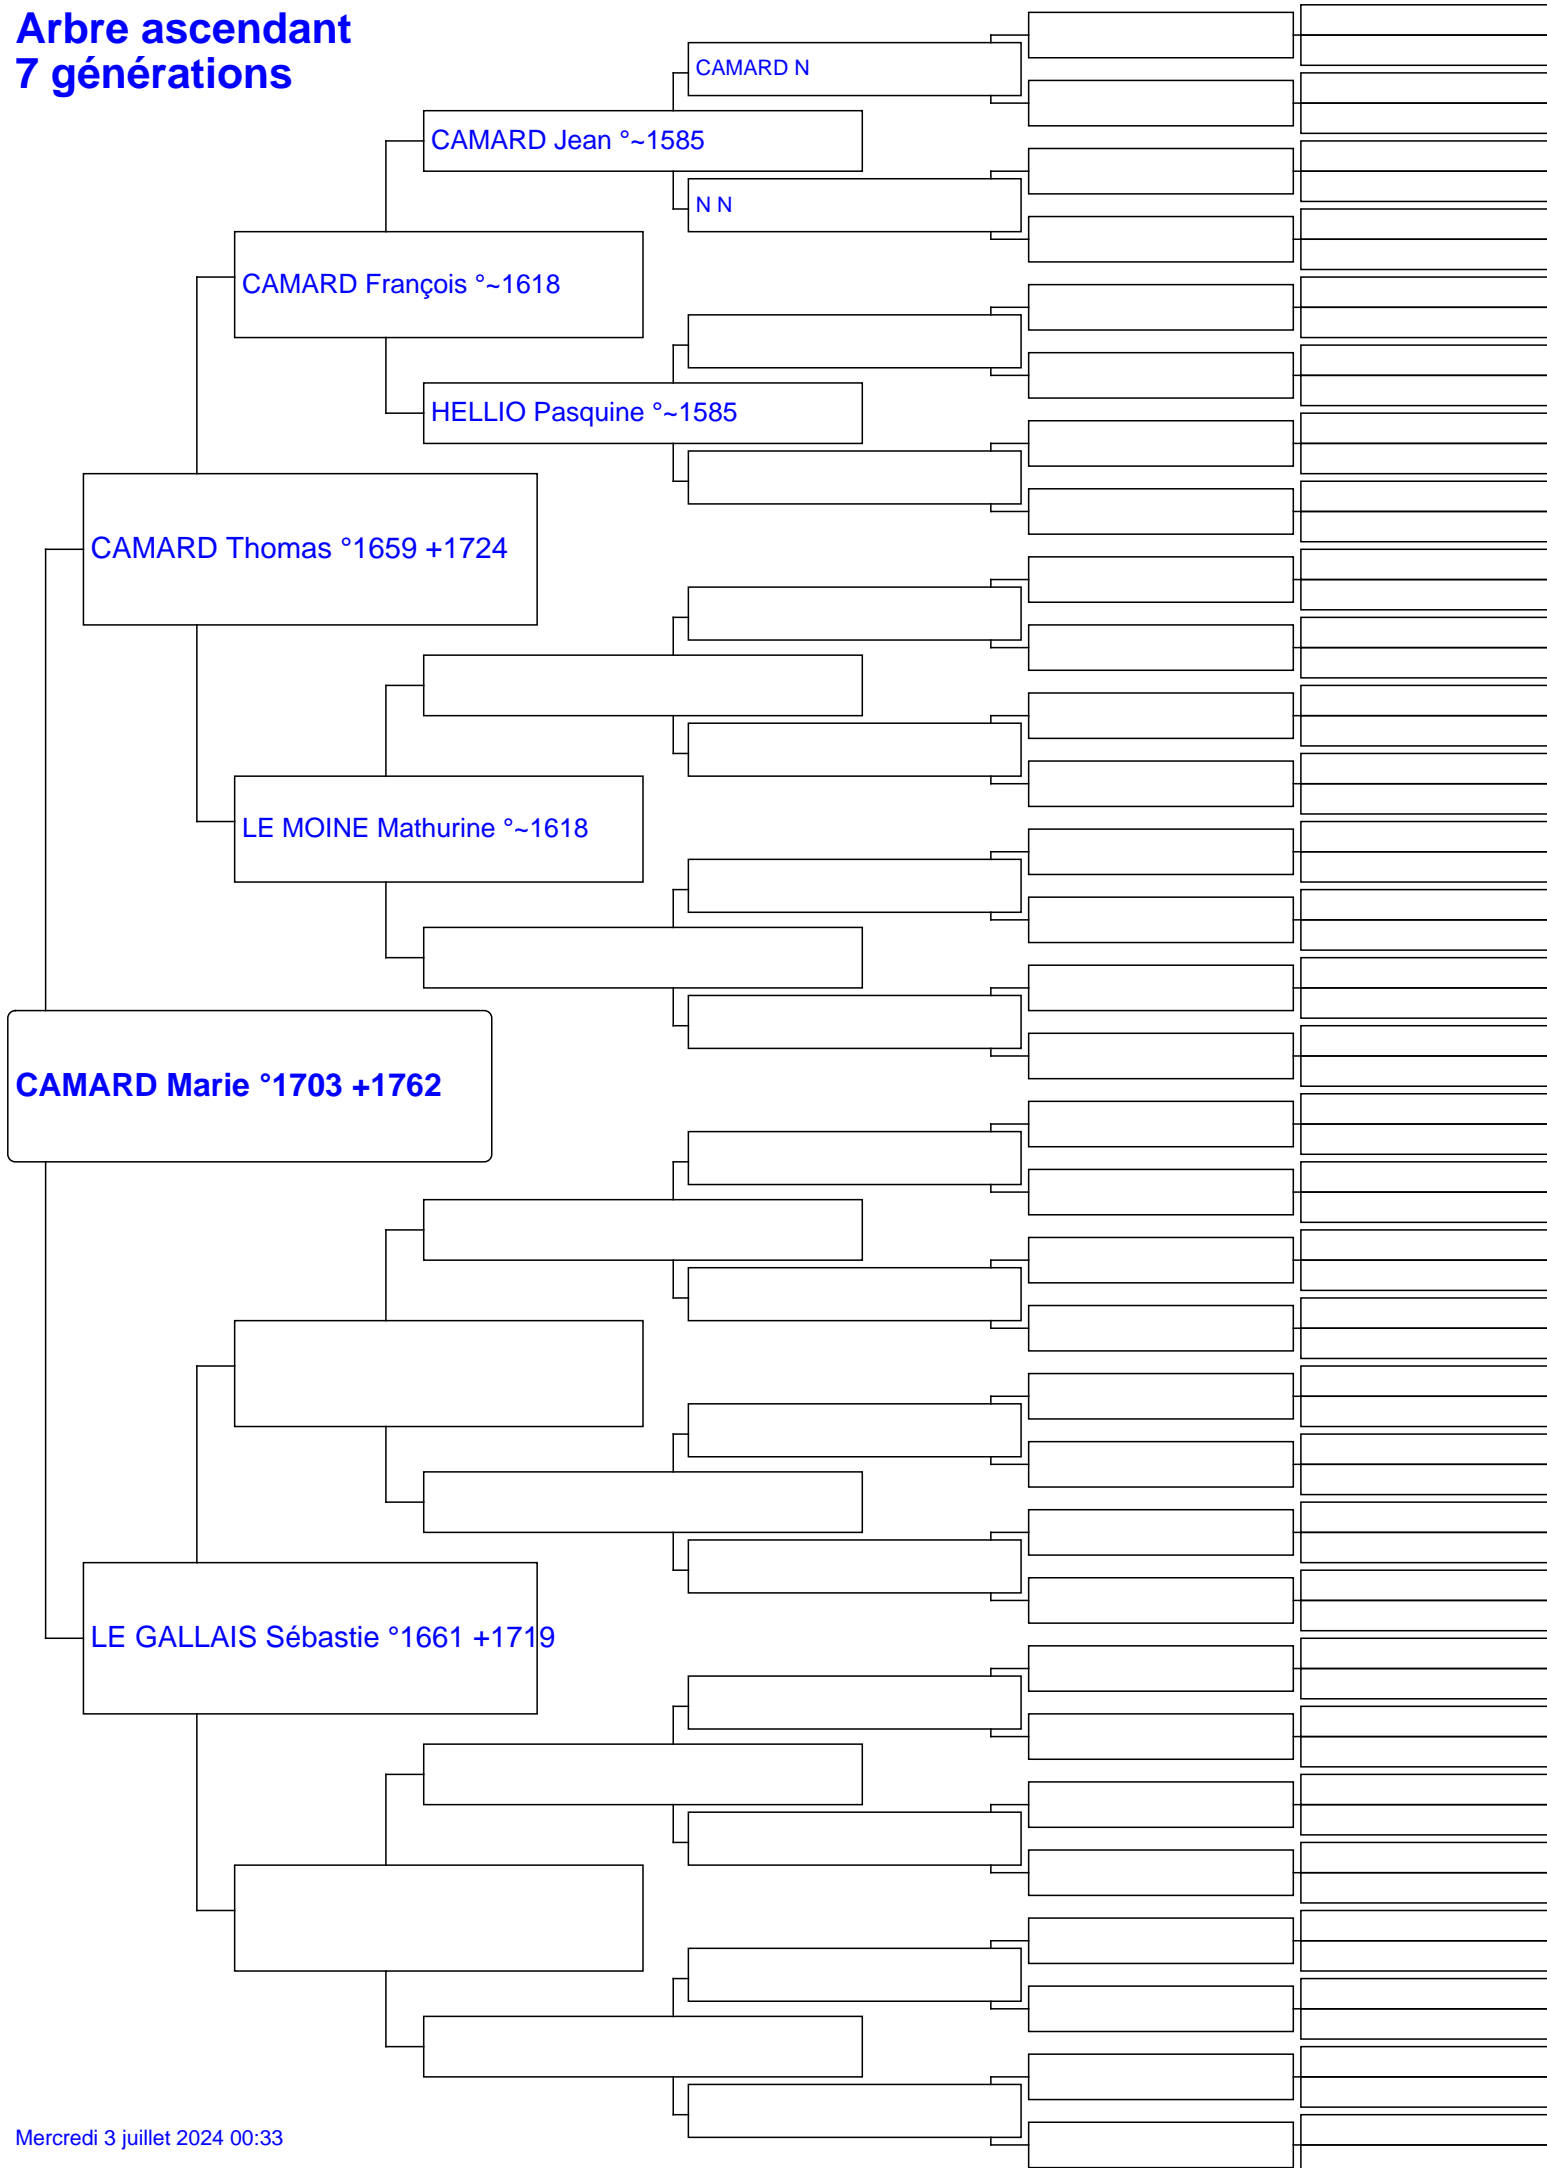 Arbre ascendant
7 générations
CAMARD N
CAMARD Jean °~1585
N N
CAMARD François °~1618
HELLIO Pasquine °~1585
CAMARD Thomas °1659 +1724
LE MOINE Mathurine °~1618
CAMARD Marie °1703 +1762
LE GALLAIS Sébastie °1661 +1719
Mercredi 3 juillet 2024 00:33